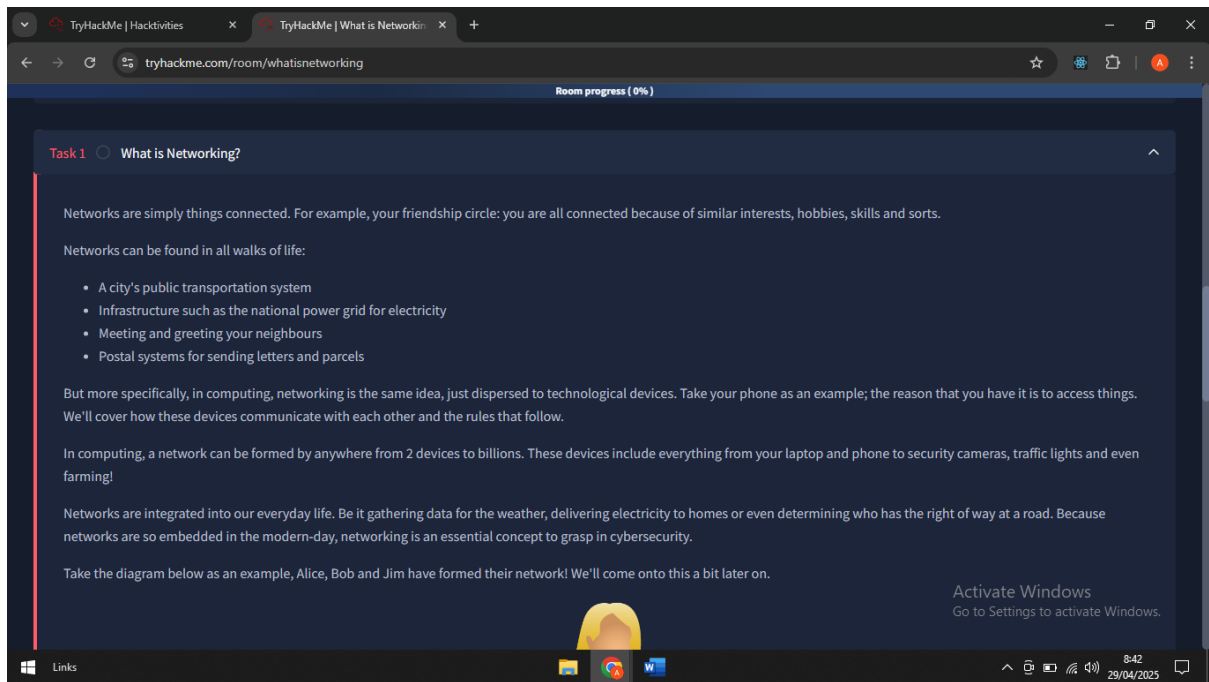 TryHackMe | Hacktivities
TryHackMe | What is Networkin
tryhackme.com/room/whatisnetworking
A
Room progress ( 0% )
Task 1
What is Networking?
Networks are simply things connected. For example, your friendship circle: you are all connected because of similar interests, hobbies, skills and sorts.
Networks can be found in all walks of life:
• A city's public transportation system
• Infrastructure such as the national power grid for electricity
• Meeting and greeting your neighbours
• Postal systems for sending letters and parcels
But more specifically, in computing, networking is the same idea, just dispersed to technological devices. Take your phone as an example; the reason that you have it is to access things.
We'll cover how these devices communicate with each other and the rules that follow.
In computing, a network can be formed by anywhere from 2 devices to billions. These devices include everything from your laptop and phone to security cameras, traffic lights and even
farming!
Networks are integrated into our everyday life. Be it gathering data for the weather, delivering electricity to homes or even determining who has the right of way at a road. Because
networks are so embedded in the modern-day, networking is an essential concept to grasp in cybersecurity.
Take the diagram below as an example, Alice, Bob and Jim have formed their network! We'll come onto this a bit later on.
Activate Windows
Go to Settings to activate Windows.
Links
A
W
8:42
29/04/2025